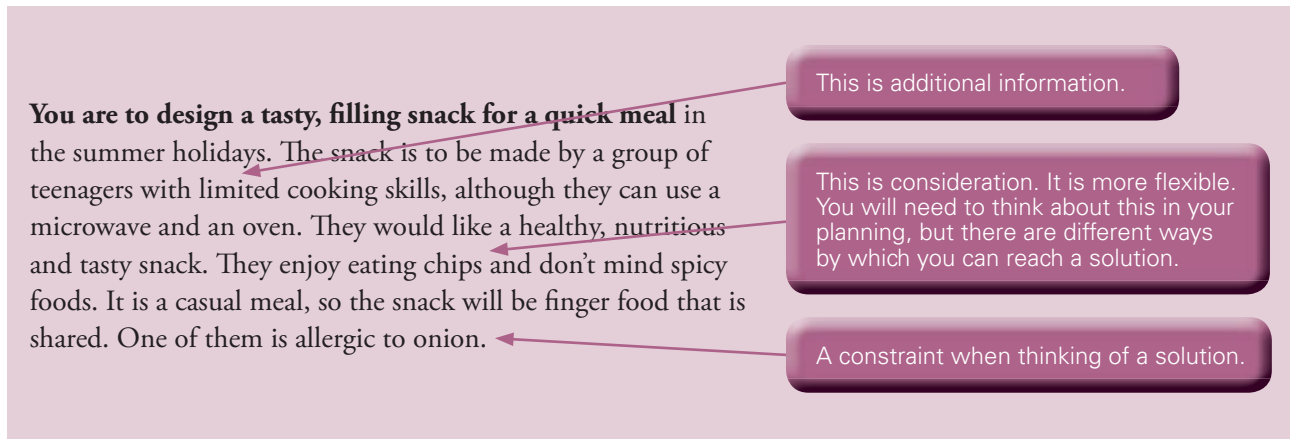 You are to design a tasty, filling snack for a quick meal in
the summer holidays. The snack is to be made by a group of
teenagers with limited cooking skills, although they can use a
microwave and an oven. They would like a healthy, nutritious
and tasty snack. They enjoy eating chips and don’t mind spicy
foods. It is a casual meal, so the snack will be finger food that is
shared. One of them is allergic to onion.
This is additional information.
This is consideration. It is more flexible.
You will need to think about this in your
planning, but there are different ways
by which you can reach a solution.
A constraint when thinking of a solution.